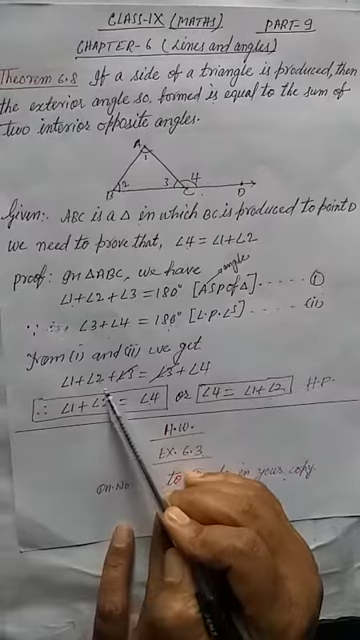 CLASS-IX (MATHS) PART-9
CHAPTER-6 (Lines and angles)
Theorem 6.8 If a side of a triangle is produced, then
the exterior angle so formed is equal to the sum of
two interior opposite angles.
A
1
B 2 3 4 C D
Given:- ABC is a Δ in which BC is produced to point D
we need to prove that, ∠4 = ∠1+∠2
proof: In ΔABC, we have angle
∠1+∠2+∠3 = 180° [ASP of Δ] ..... (i)
∠3+∠4 = 180° [L.P.∠S] ..... (ii)
from (i) and (ii) we get
∠1+∠2+∠3 = ∠3+∠4
∴ ∠1+∠2 = ∠4 or ∠4 = ∠1+∠2 H.P.
H.W.
EX. 6.3
Qn. No. to in your copy.